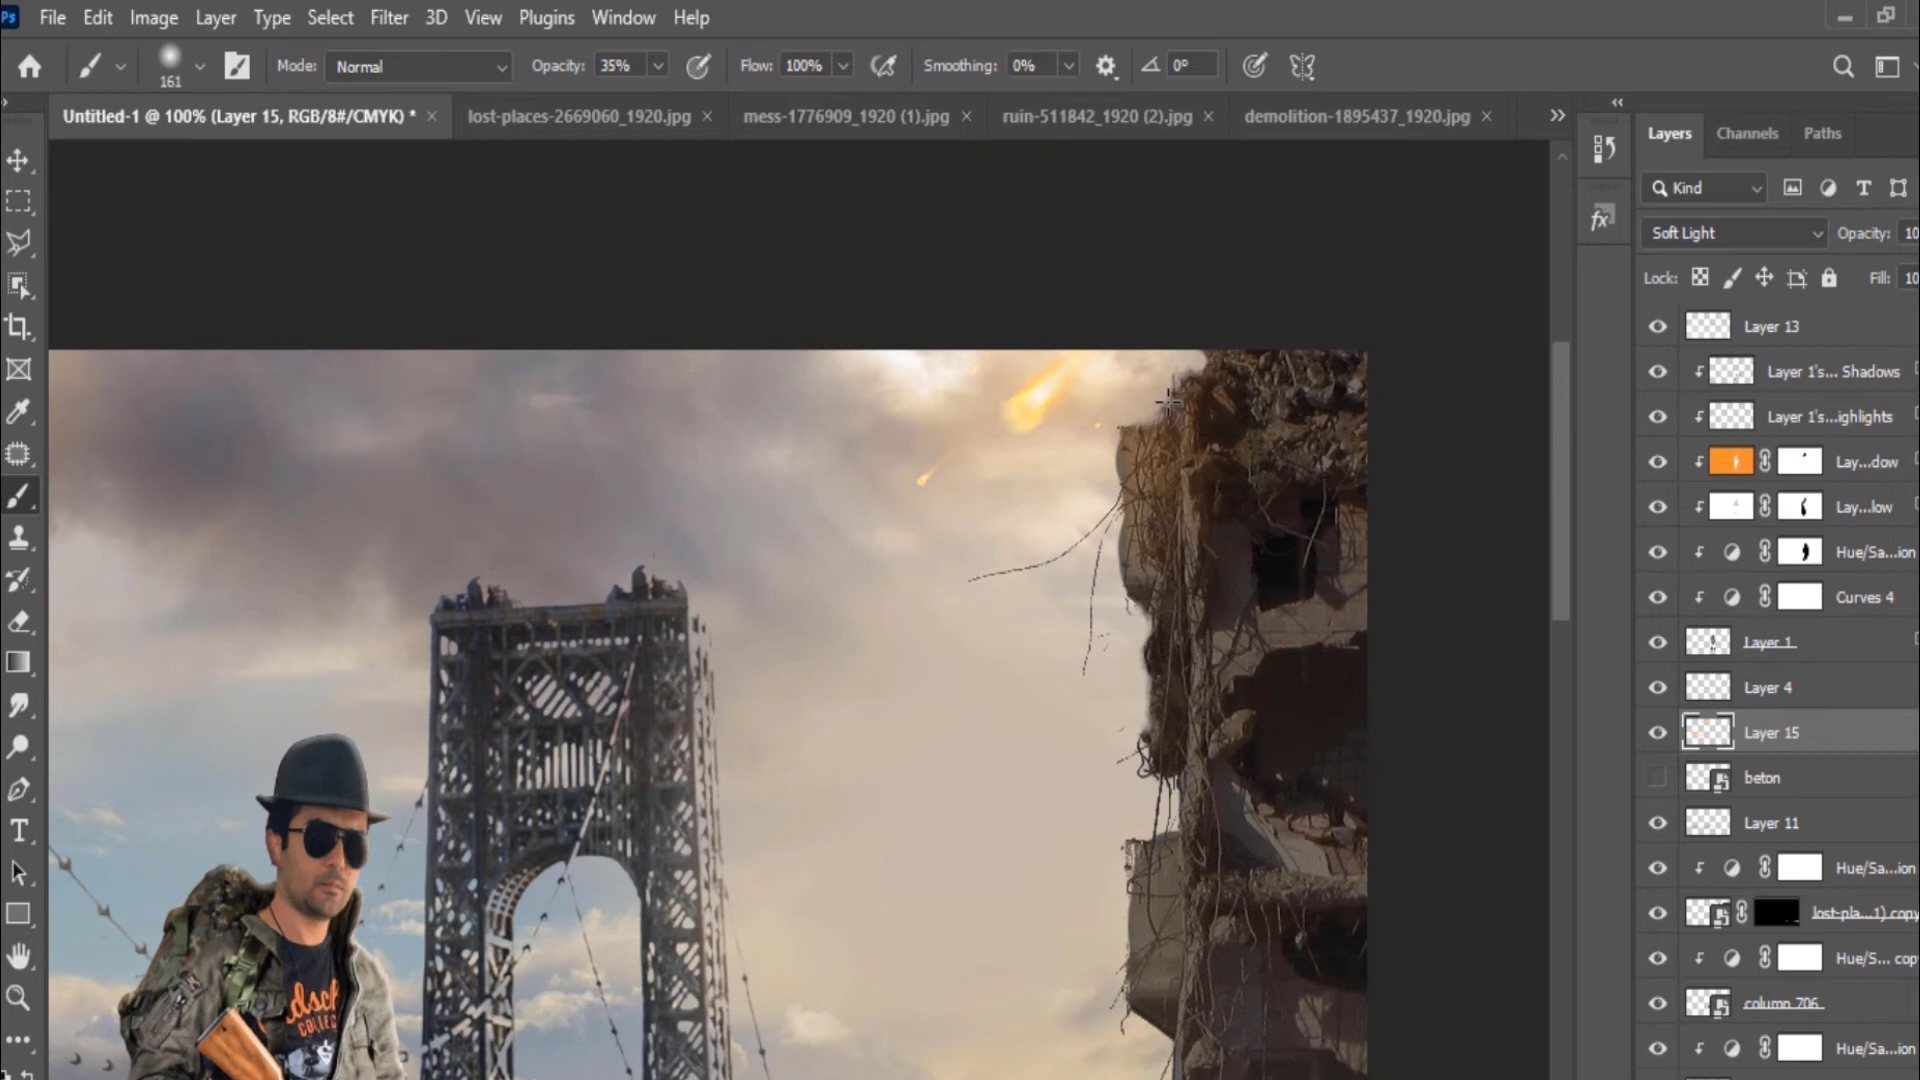 Ps File Edit Image Layer Type Select Filter 3D View Plugins Window Help
161 Mode: Normal Opacity: 35% Flow: 100% Smoothing: 0% 0°
Untitled-1 @ 100% (Layer 15, RGB/8#/CMYK) * × lost-places-2669060_1920.jpg × mess-1776909_1920 (1).jpg × ruin-511842_1920 (2).jpg × demolition-1895437_1920.jpg ×
Layers Channels Paths
Kind
Soft Light Opacity: 10
Lock: Fill: 10
Layer 13
Layer 1's... Shadows
Layer 1's...ighlights
Lay...dow
Lay...low
fx
Hue/Sa...ion
Curves 4
Layer 1
Layer 4
Layer 15
beton
Layer 11
Hue/Sa...ion
lost-pla...1) copy
Hue/S... cop
column 706
Hue/Sa...ion